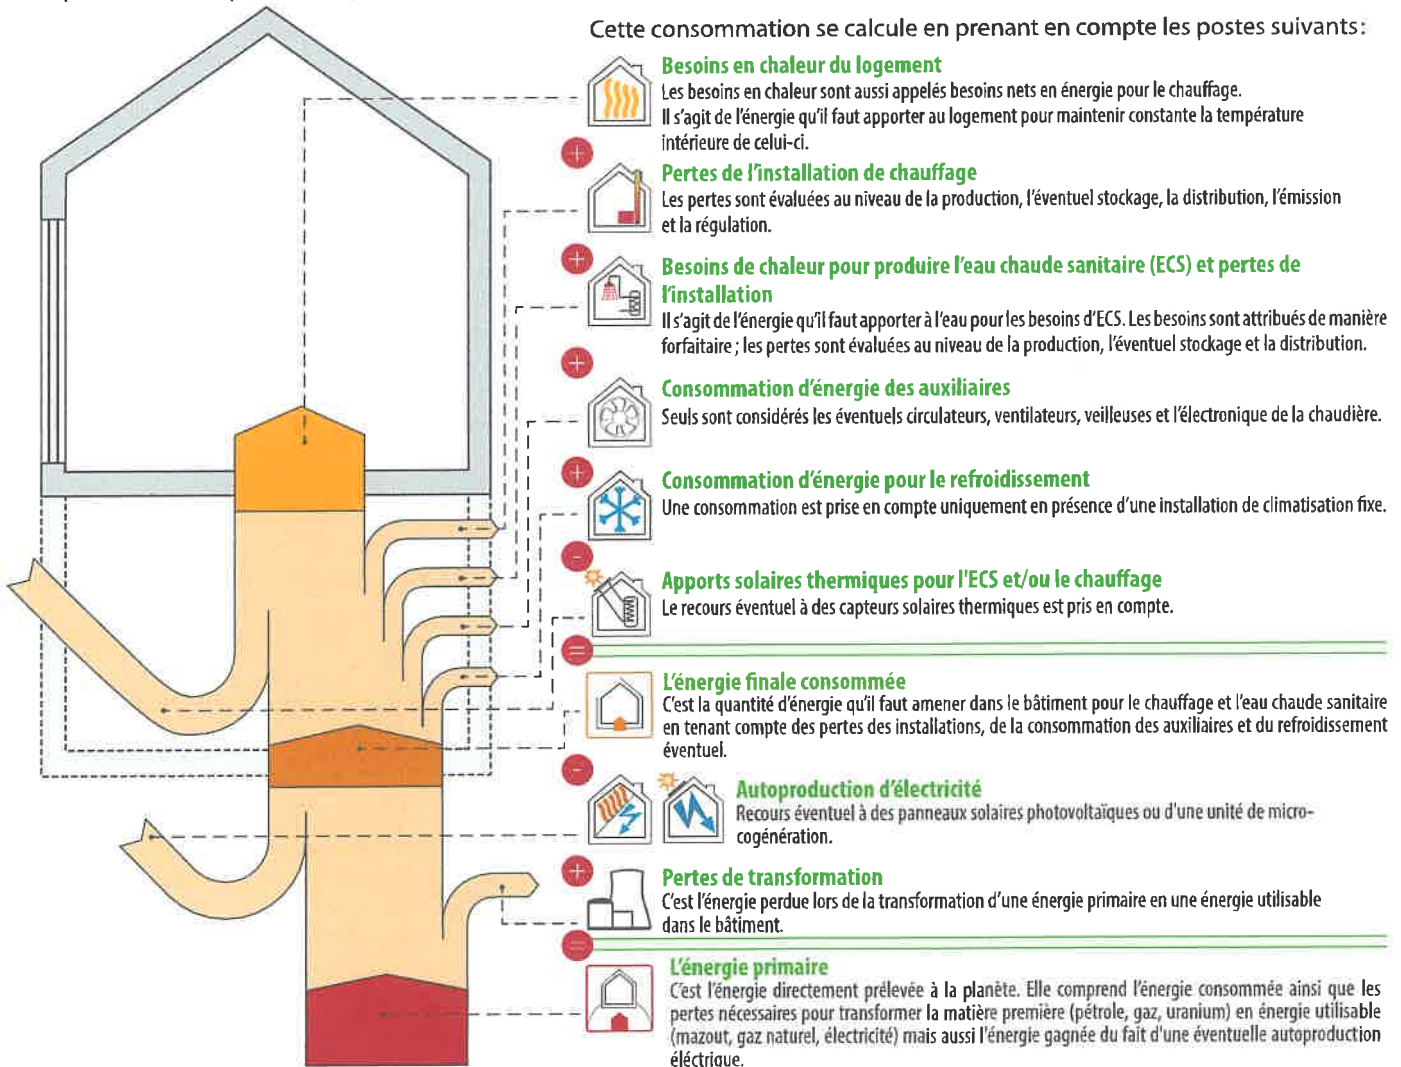 Cette consommation se calcule en prenant en compte les postes suivants:
Besoins en chaleur du logement
Les besoins en chaleur sont aussi appelés besoins nets en énergie pour le chauffage.
Il s'agit de l'énergie qu'il faut apporter au logement pour maintenir constante la température
intérieure de celui-ci.
+
Pertes de l'installation de chauffage
Les pertes sont évaluées au niveau de la production, l'éventuel stockage, la distribution, l'émission
et la régulation.
+
Besoins de chaleur pour produire l'eau chaude sanitaire (ECS) et pertes de
l'installation
Il s'agit de l'énergie qu'il faut apporter à l'eau pour les besoins d'ECS. Les besoins sont attribués de manière
forfaitaire ; les pertes sont évaluées au niveau de la production, l'éventuel stockage et la distribution.
+
Consommation d'énergie des auxiliaires
Seuls sont considérés les éventuels circulateurs, ventilateurs, veilleuses et l'électronique de la chaudière.
+
Consommation d'énergie pour le refroidissement
Une consommation est prise en compte uniquement en présence d'une installation de climatisation fixe.
-
Apports solaires thermiques pour l'ECS et/ou le chauffage
Le recours éventuel à des capteurs solaires thermiques est pris en compte.
=
L'énergie finale consommée
C'est la quantité d'énergie qu'il faut amener dans le bâtiment pour le chauffage et l'eau chaude sanitaire
en tenant compte des pertes des installations, de la consommation des auxiliaires et du refroidissement
éventuel.
-
Autoproduction d'électricité
Recours éventuel à des panneaux solaires photovoltaïques ou d'une unité de micro-
cogénération.
+
Pertes de transformation
C'est l'énergie perdue lors de la transformation d'une énergie primaire en une énergie utilisable
dans le bâtiment.
=
L'énergie primaire
C'est l'énergie directement prélevée à la planète. Elle comprend l'énergie consommée ainsi que les
pertes nécessaires pour transformer la matière première (pétrole, gaz, uranium) en énergie utilisable
(mazout, gaz naturel, électricité) mais aussi l'énergie gagnée du fait d'une éventuelle autoproduction
éléctrique.